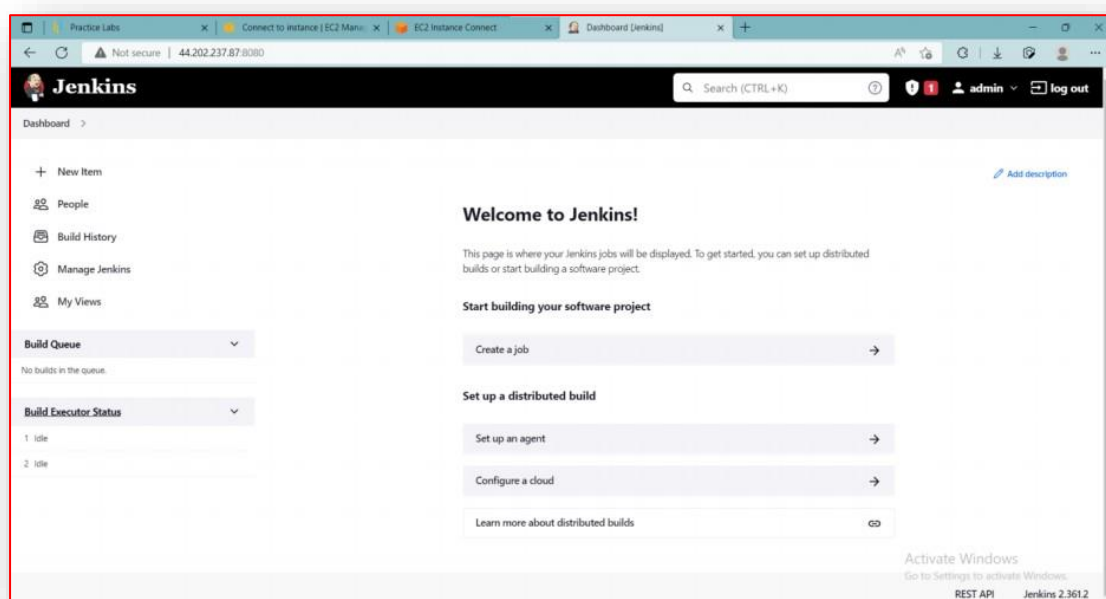 Practice Labs
Connect to instance | EC2 Mana
EC2 Instance Connect
Dashboard [Jenkins]
Not secure | 44.202.237.87:8080
Jenkins
Search (CTRL+K)
1
admin
log out
Dashboard
New Item
People
Build History
Manage Jenkins
My Views
Build Queue
No builds in the queue.
Build Executor Status
1 Idle
2 Idle
Add description
Welcome to Jenkins!
This page is where your Jenkins jobs will be displayed. To get started, you can set up distributed
builds or start building a software project.
Start building your software project
Create a job
Set up a distributed build
Set up an agent
Configure a cloud
Learn more about distributed builds
Activate Windows
Go to Settings to activate Windows.
REST API
Jenkins 2.361.2